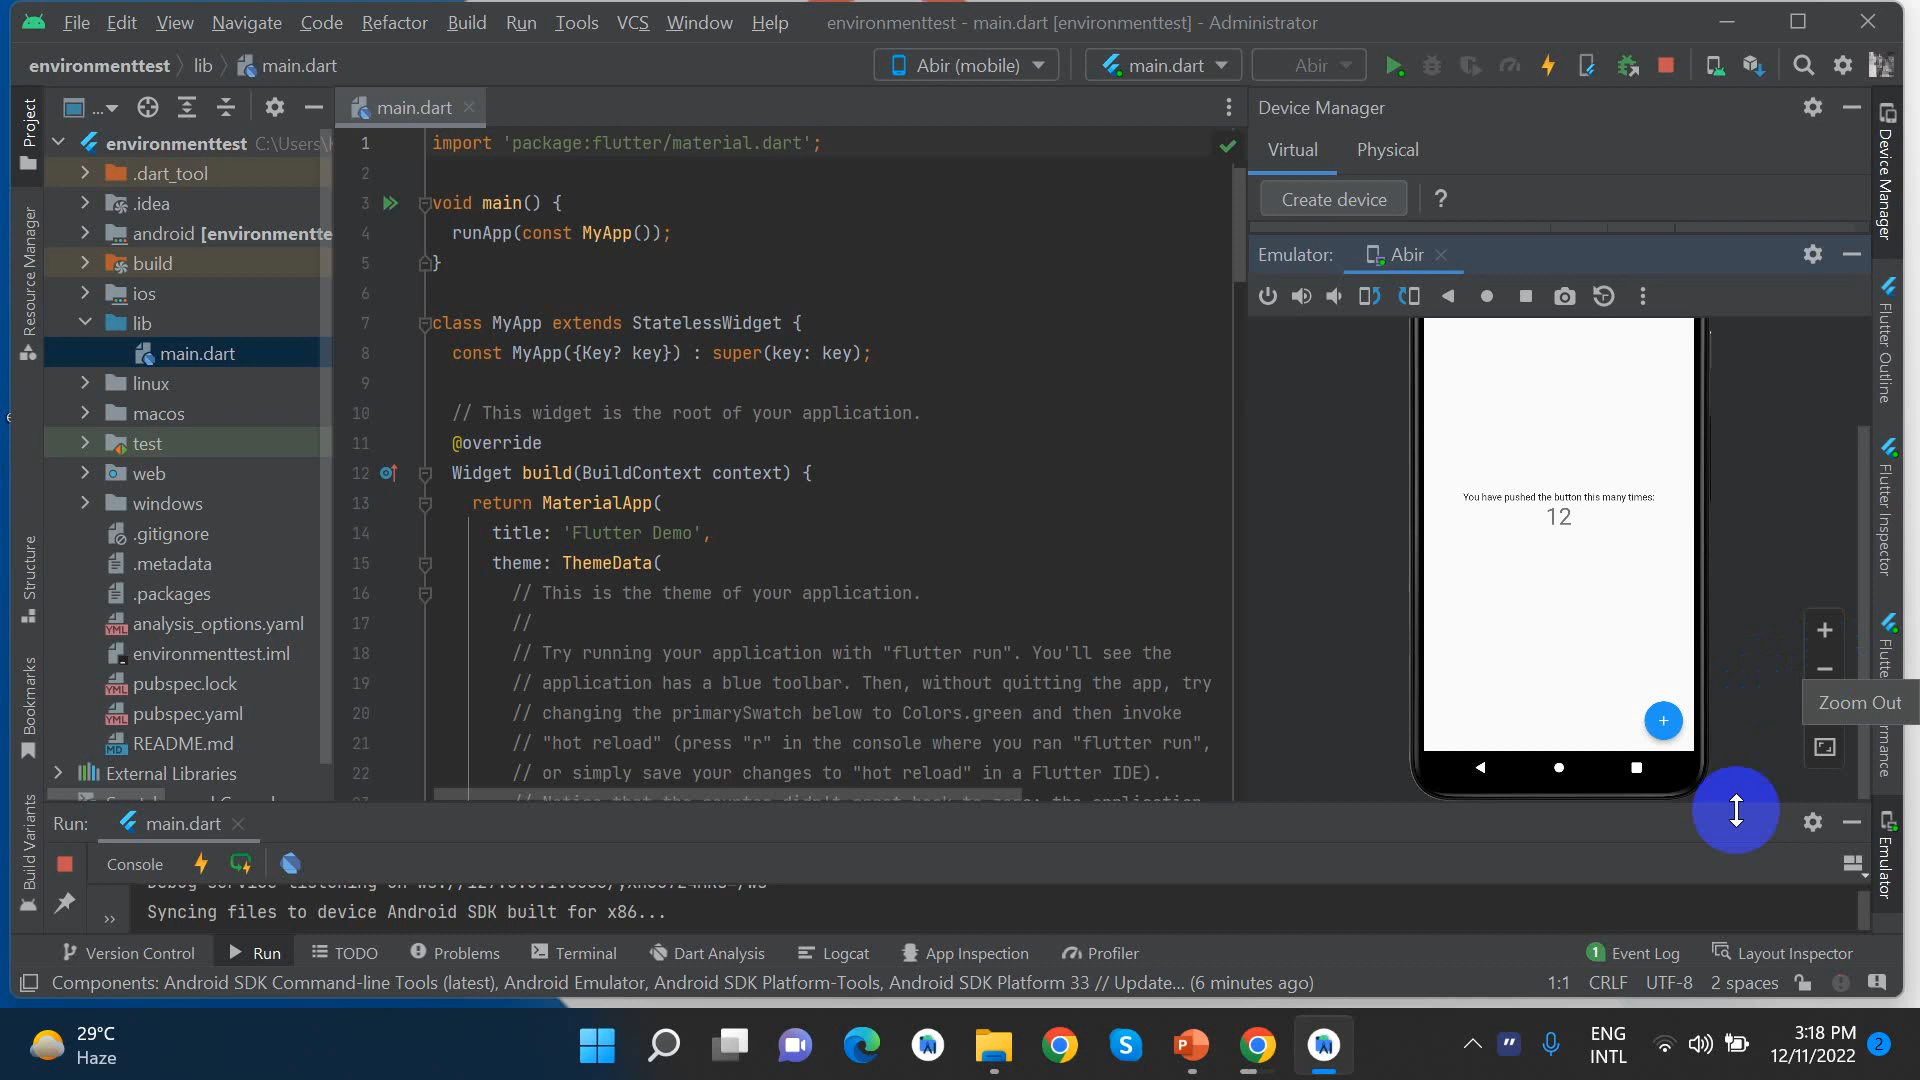 File Edit View Navigate Code Refactor Build Run Tools VCS Window Help environmenttest - main.dart [environmenttest] - Administrator
environmenttest lib main.dart Abir (mobile) main.dart Abir
Project
Resource Manager
Structure
Bookmarks
Build Variants
...
environmenttest C:\Users\
.dart_tool
.idea
android [environmentte
build
ios
lib
main.dart
linux
macos
test
web
windows
.gitignore
.metadata
.packages
analysis_options.yaml
environmenttest.iml
pubspec.lock
pubspec.yaml
README.md
External Libraries
main.dart
1 import 'package:flutter/material.dart';
2
3 void main() {
4 runApp(const MyApp());
5 }
6
7 class MyApp extends StatelessWidget {
8 const MyApp({Key? key}) : super(key: key);
9
10 // This widget is the root of your application.
11 @override
12 Widget build(BuildContext context) {
13 return MaterialApp(
14 title: 'Flutter Demo',
15 theme: ThemeData(
16 // This is the theme of your application.
17 //
18 // Try running your application with "flutter run". You'll see the
19 // application has a blue toolbar. Then, without quitting the app, try
20 // changing the primarySwatch below to Colors.green and then invoke
21 // "hot reload" (press "r" in the console where you ran "flutter run",
22 // or simply save your changes to "hot reload" in a Flutter IDE).
Device Manager
Virtual Physical
Create device ?
Emulator: Abir
You have pushed the button this many times:
12
Zoom Out
Device Manager
Flutter Outline
Flutter Inspector
Flutte
rmance
Emulator
Run: main.dart
Console
Syncing files to device Android SDK built for x86...
Version Control Run TODO Problems Terminal Dart Analysis Logcat App Inspection Profiler 1 Event Log Layout Inspector
Components: Android SDK Command-line Tools (latest), Android Emulator, Android SDK Platform-Tools, Android SDK Platform 33 // Update... (6 minutes ago) 1:1 CRLF UTF-8 2 spaces
29°C
Haze
ENG
INTL
3:18 PM
12/11/2022
2